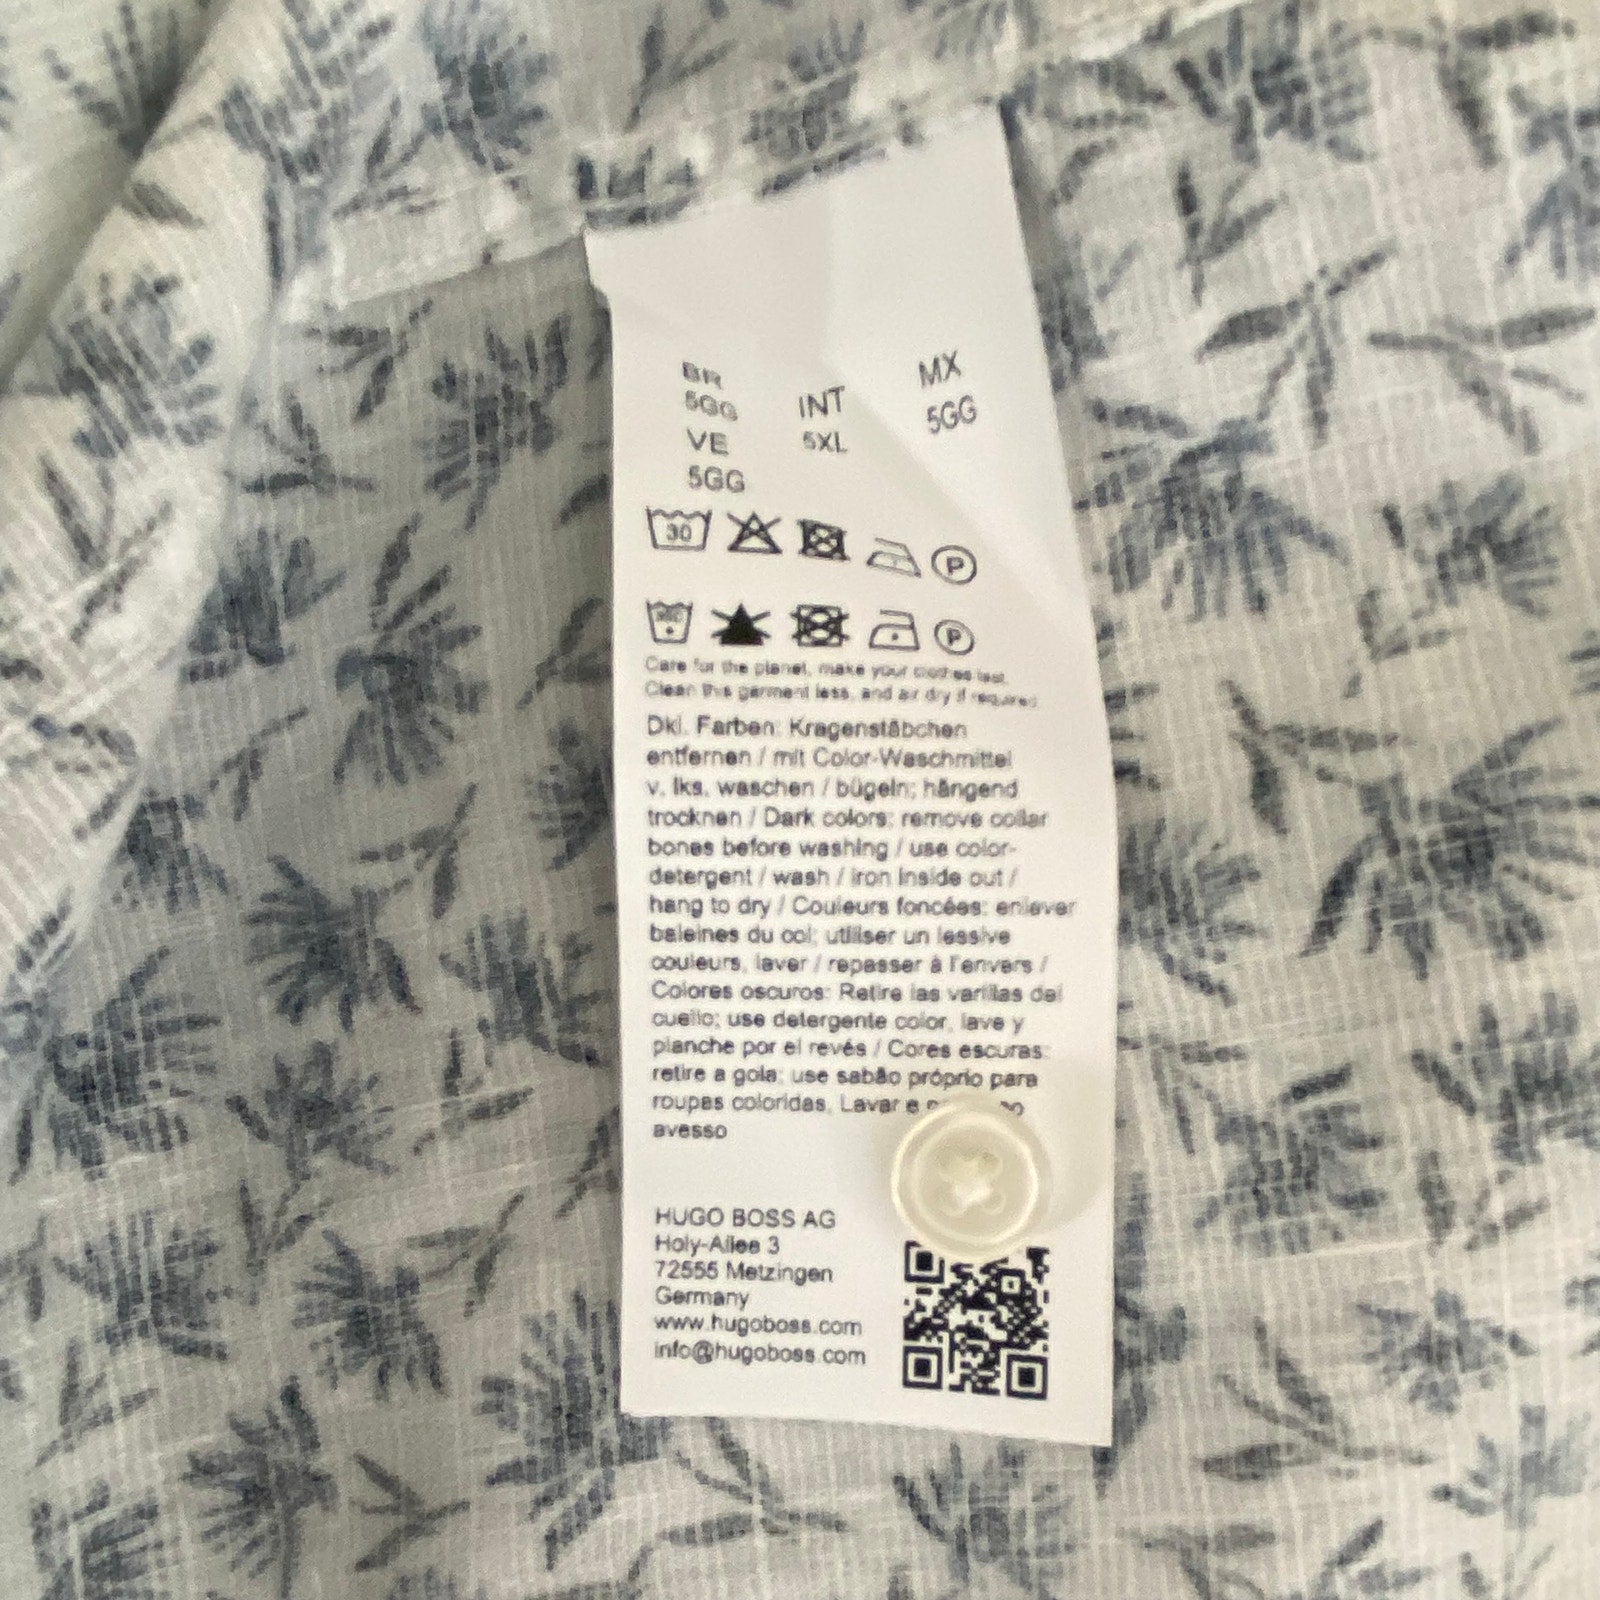 BR
5GG
VE
5GG
INT
5XL
MX
5GG
30
P
P
Care for the planet, make your clothes last.
Clean this garment less, and air dry if required.
Dkl. Farben: Kragenstäbchen
entfernen / mit Color-Waschmittel
v. lks. waschen / bügeln; hängend
trocknen / Dark colors: remove collar
bones before washing / use color-
detergent / wash / iron inside out /
hang to dry / Couleurs foncées: enlever
baleines du col; utiliser un lessive
couleurs, laver / repasser à l'envers /
Colores oscuros: Retire las varillas del
cuello; use detergente color, lave y
planche por el revés / Cores escuras:
retire a gola; use sabão próprio para
roupas coloridas. Lavar e
avesso
HUGO BOSS AG
Holy-Allee 3
72555 Metzingen
Germany
www.hugoboss.com
info@hugoboss.com